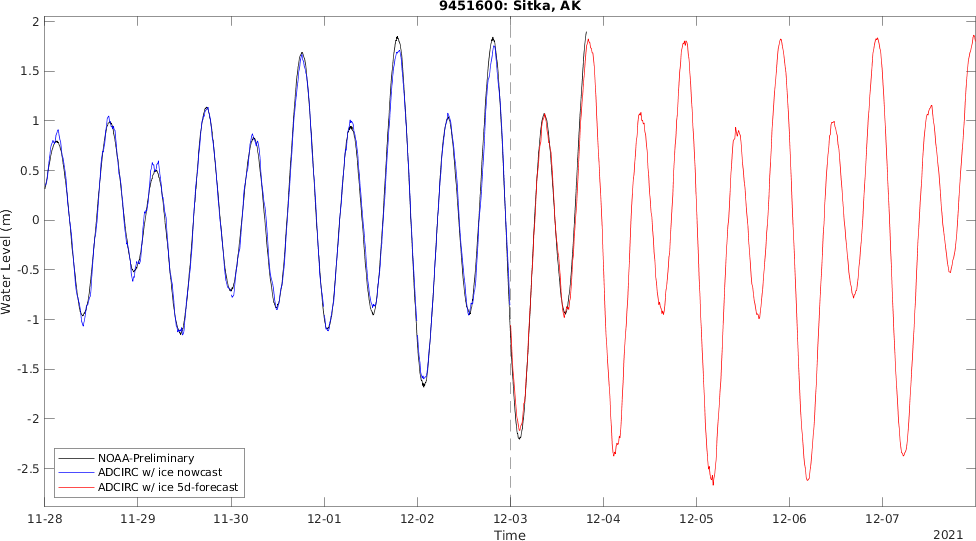 9451600: Sitka, AK
2
1.5
1
0.5
0
-0.5
-1
-1.5
-2
-2.5
Water Level (m)
NOAA-Preliminary
ADCIRC w/ ice nowcast
ADCIRC w/ ice 5d-forecast
11-28 11-29 11-30 12-01 12-02 12-03 12-04 12-05 12-06 12-07
Time
2021